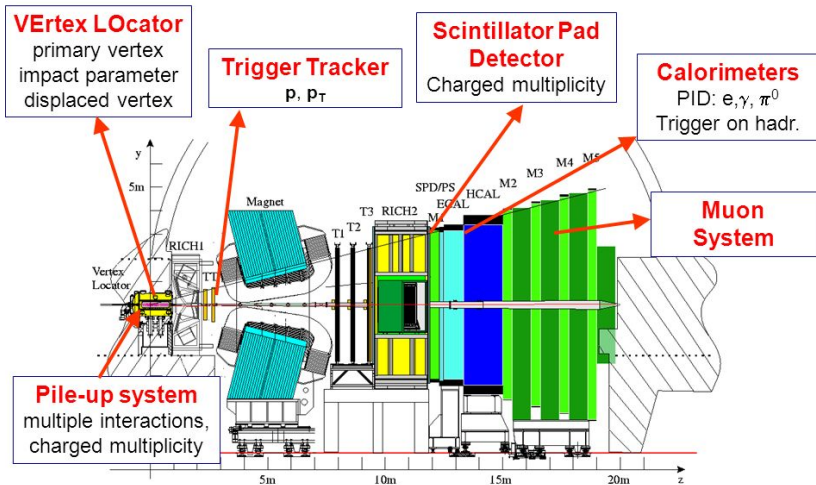 VErtex LOcator
primary vertex
impact parameter
displaced vertex
Trigger Tracker
p, pT
Scintillator Pad
Detector
Charged multiplicity
Calorimeters
PID: e,γ, π0
Trigger on hadr.
Muon
System
Pile-up system
multiple interactions,
charged multiplicity
y
5m
Magnet
RICH1
Vertex
Locator
TT
T1
T2
T3
RICH2
SPD/PS
M1
ECAL
HCAL
M2
M3
M4
M5
5m
10m
15m
20m
z